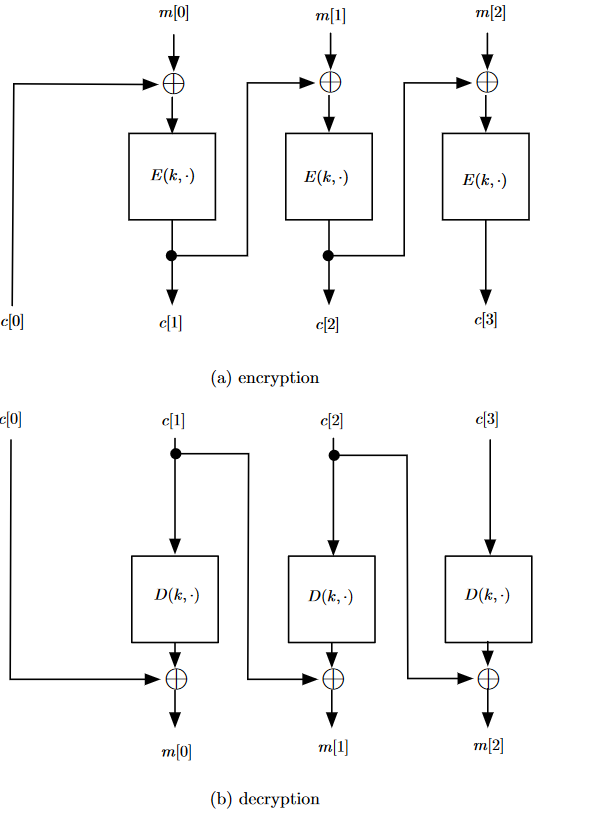 m[0] m[1] m[2]
E(k, ·) E(k, ·) E(k, ·)
c[0] c[1] c[2] c[3]
(a) encryption
c[0] c[1] c[2] c[3]
D(k, ·) D(k, ·) D(k, ·)
m[0] m[1] m[2]
(b) decryption